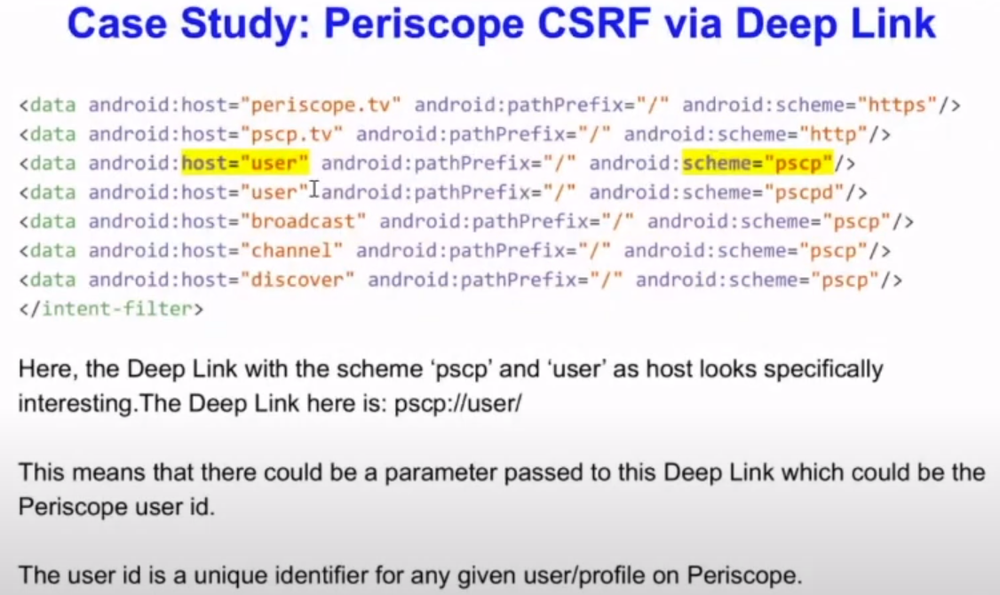 Case Study: Periscope CSRF via Deep Link
<data android:host="periscope.tv" android:pathPrefix="/" android:scheme="https"/>
<data android:host="pscp.tv" android:pathPrefix="/" android:scheme="http"/>
<data android:host="user" android:pathPrefix="/" android:scheme="pscp"/>
<data android:host="user" android:pathPrefix="/" android:scheme="pscpd"/>
<data android:host="broadcast" android:pathPrefix="/" android:scheme="pscp"/>
<data android:host="channel" android:pathPrefix="/" android:scheme="pscp"/>
<data android:host="discover" android:pathPrefix="/" android:scheme="pscp"/>
</intent-filter>
Here, the Deep Link with the scheme ‘pscp’ and ‘user’ as host looks specifically
interesting.The Deep Link here is: pscp://user/
This means that there could be a parameter passed to this Deep Link which could be the
Periscope user id.
The user id is a unique identifier for any given user/profile on Periscope.